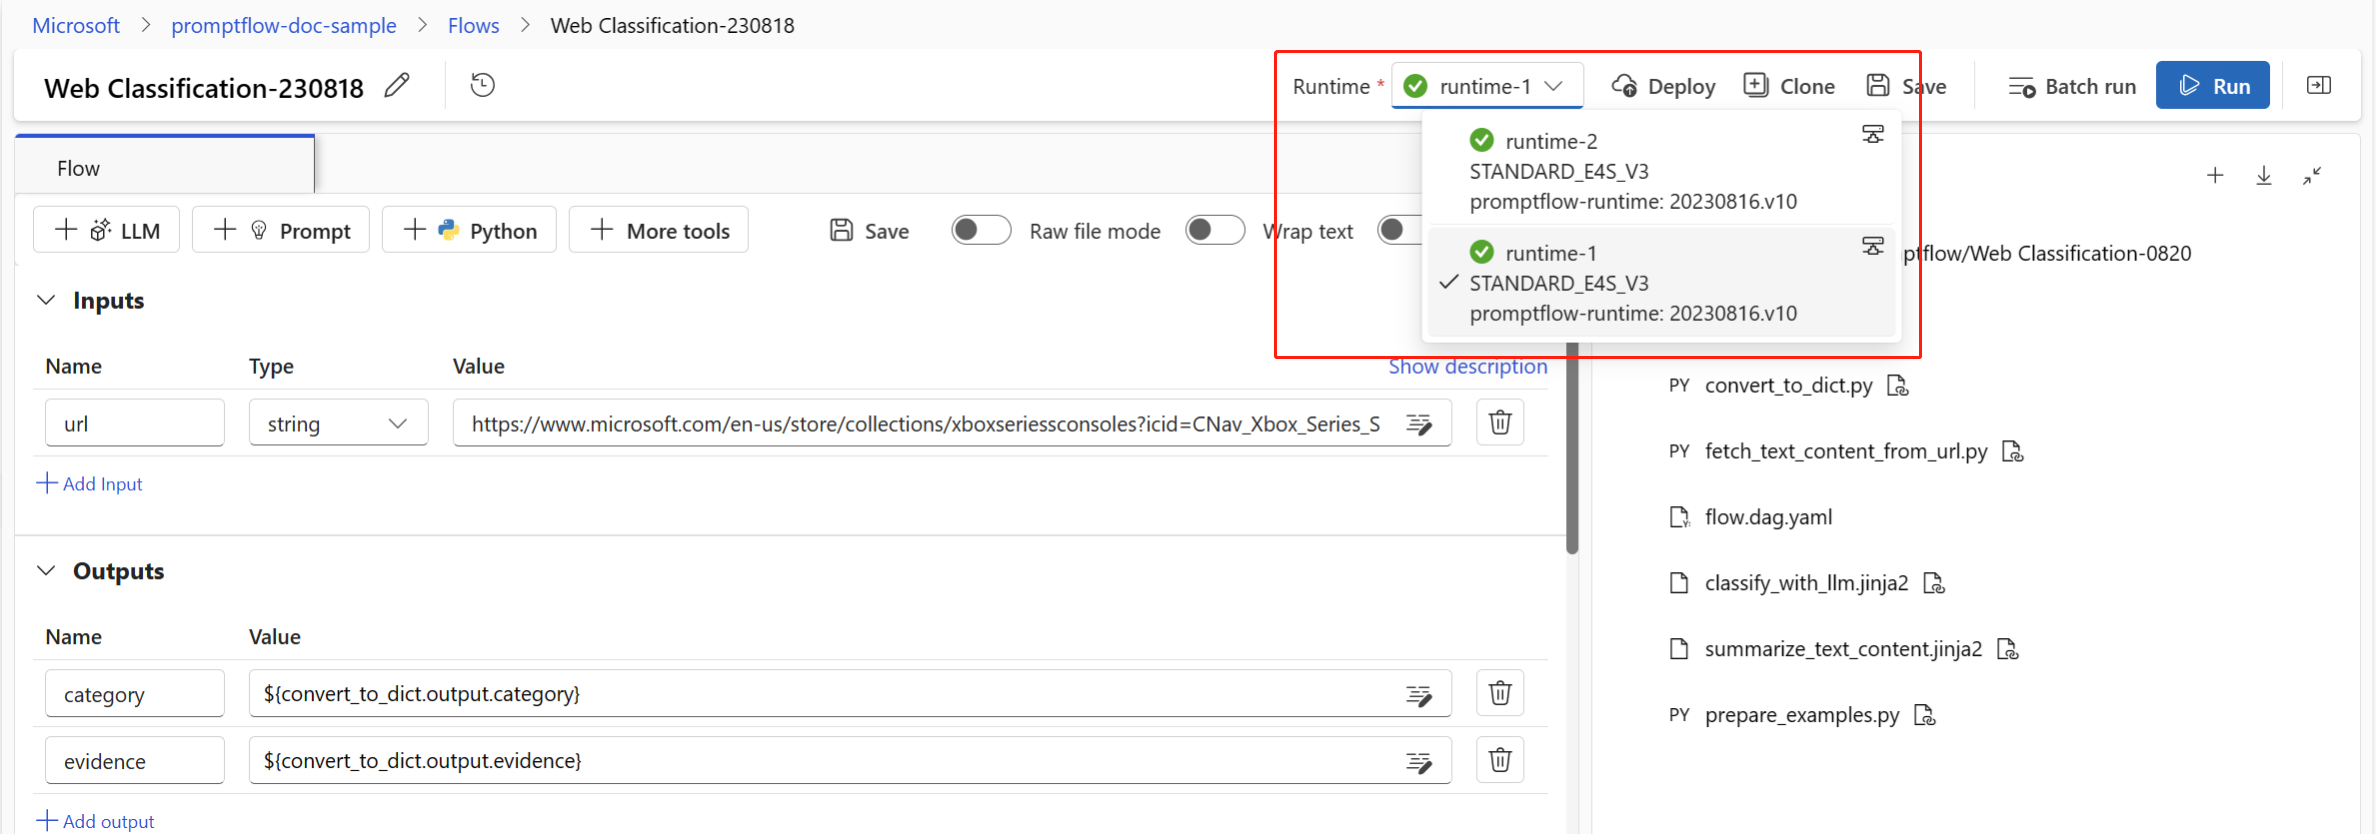 Microsoft > promptflow-doc-sample > Flows > Web Classification-230818
Web Classification-230818
Runtime * runtime-1 Deploy Clone Save Batch run Run
Flow
runtime-2
STANDARD_E4S_V3
promptflow-runtime: 20230816.v10
runtime-1
STANDARD_E4S_V3
promptflow-runtime: 20230816.v10
LLM Prompt Python More tools Save Raw file mode Wrap text
ptflow/Web Classification-0820
Inputs
Name Type Value Show description
url string https://www.microsoft.com/en-us/store/collections/xboxseriessconsoles?icid=CNav_Xbox_Series_S
+ Add Input
Outputs
Name Value
category ${convert_to_dict.output.category}
evidence ${convert_to_dict.output.evidence}
+ Add output
PY convert_to_dict.py
PY fetch_text_content_from_url.py
flow.dag.yaml
classify_with_llm.jinja2
summarize_text_content.jinja2
PY prepare_examples.py